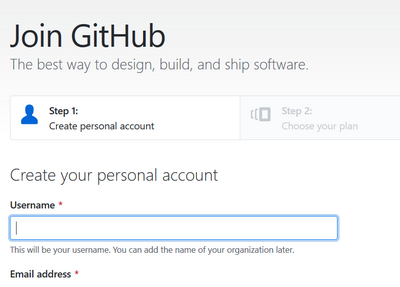 Join GitHub
The best way to design, build, and ship software.
Step 1:
Create personal account
Step 2:
Choose your plan
Create your personal account
Username *
This will be your username. You can add the name of your organization later.
Email address *